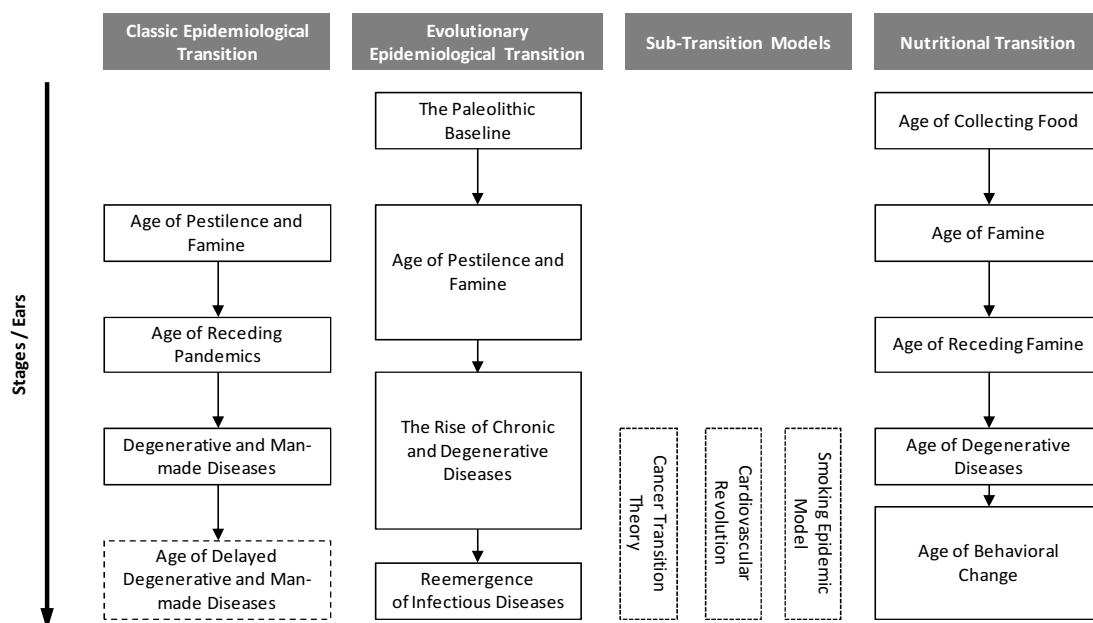 Classic Epidemiological
Transition
Evolutionary
Epidemiological Transition
Sub-Transition Models
Nutritional Transition
Stages / Ears
The Paleolithic
Baseline
Age of Collecting Food
Age of Pestilence and
Famine
Age of Pestilence and
Famine
Age of Famine
Age of Receding
Pandemics
Age of Receding Famine
Degenerative and Man-
made Diseases
The Rise of Chronic
and Degenerative
Diseases
Cancer Transition
Theory
Cardiovascular
Revolution
Smoking Epidemic
Model
Age of Degenerative
Diseases
Age of Delayed
Degenerative and Man-
made Diseases
Reemergence
of Infectious Diseases
Age of Behavioral
Change